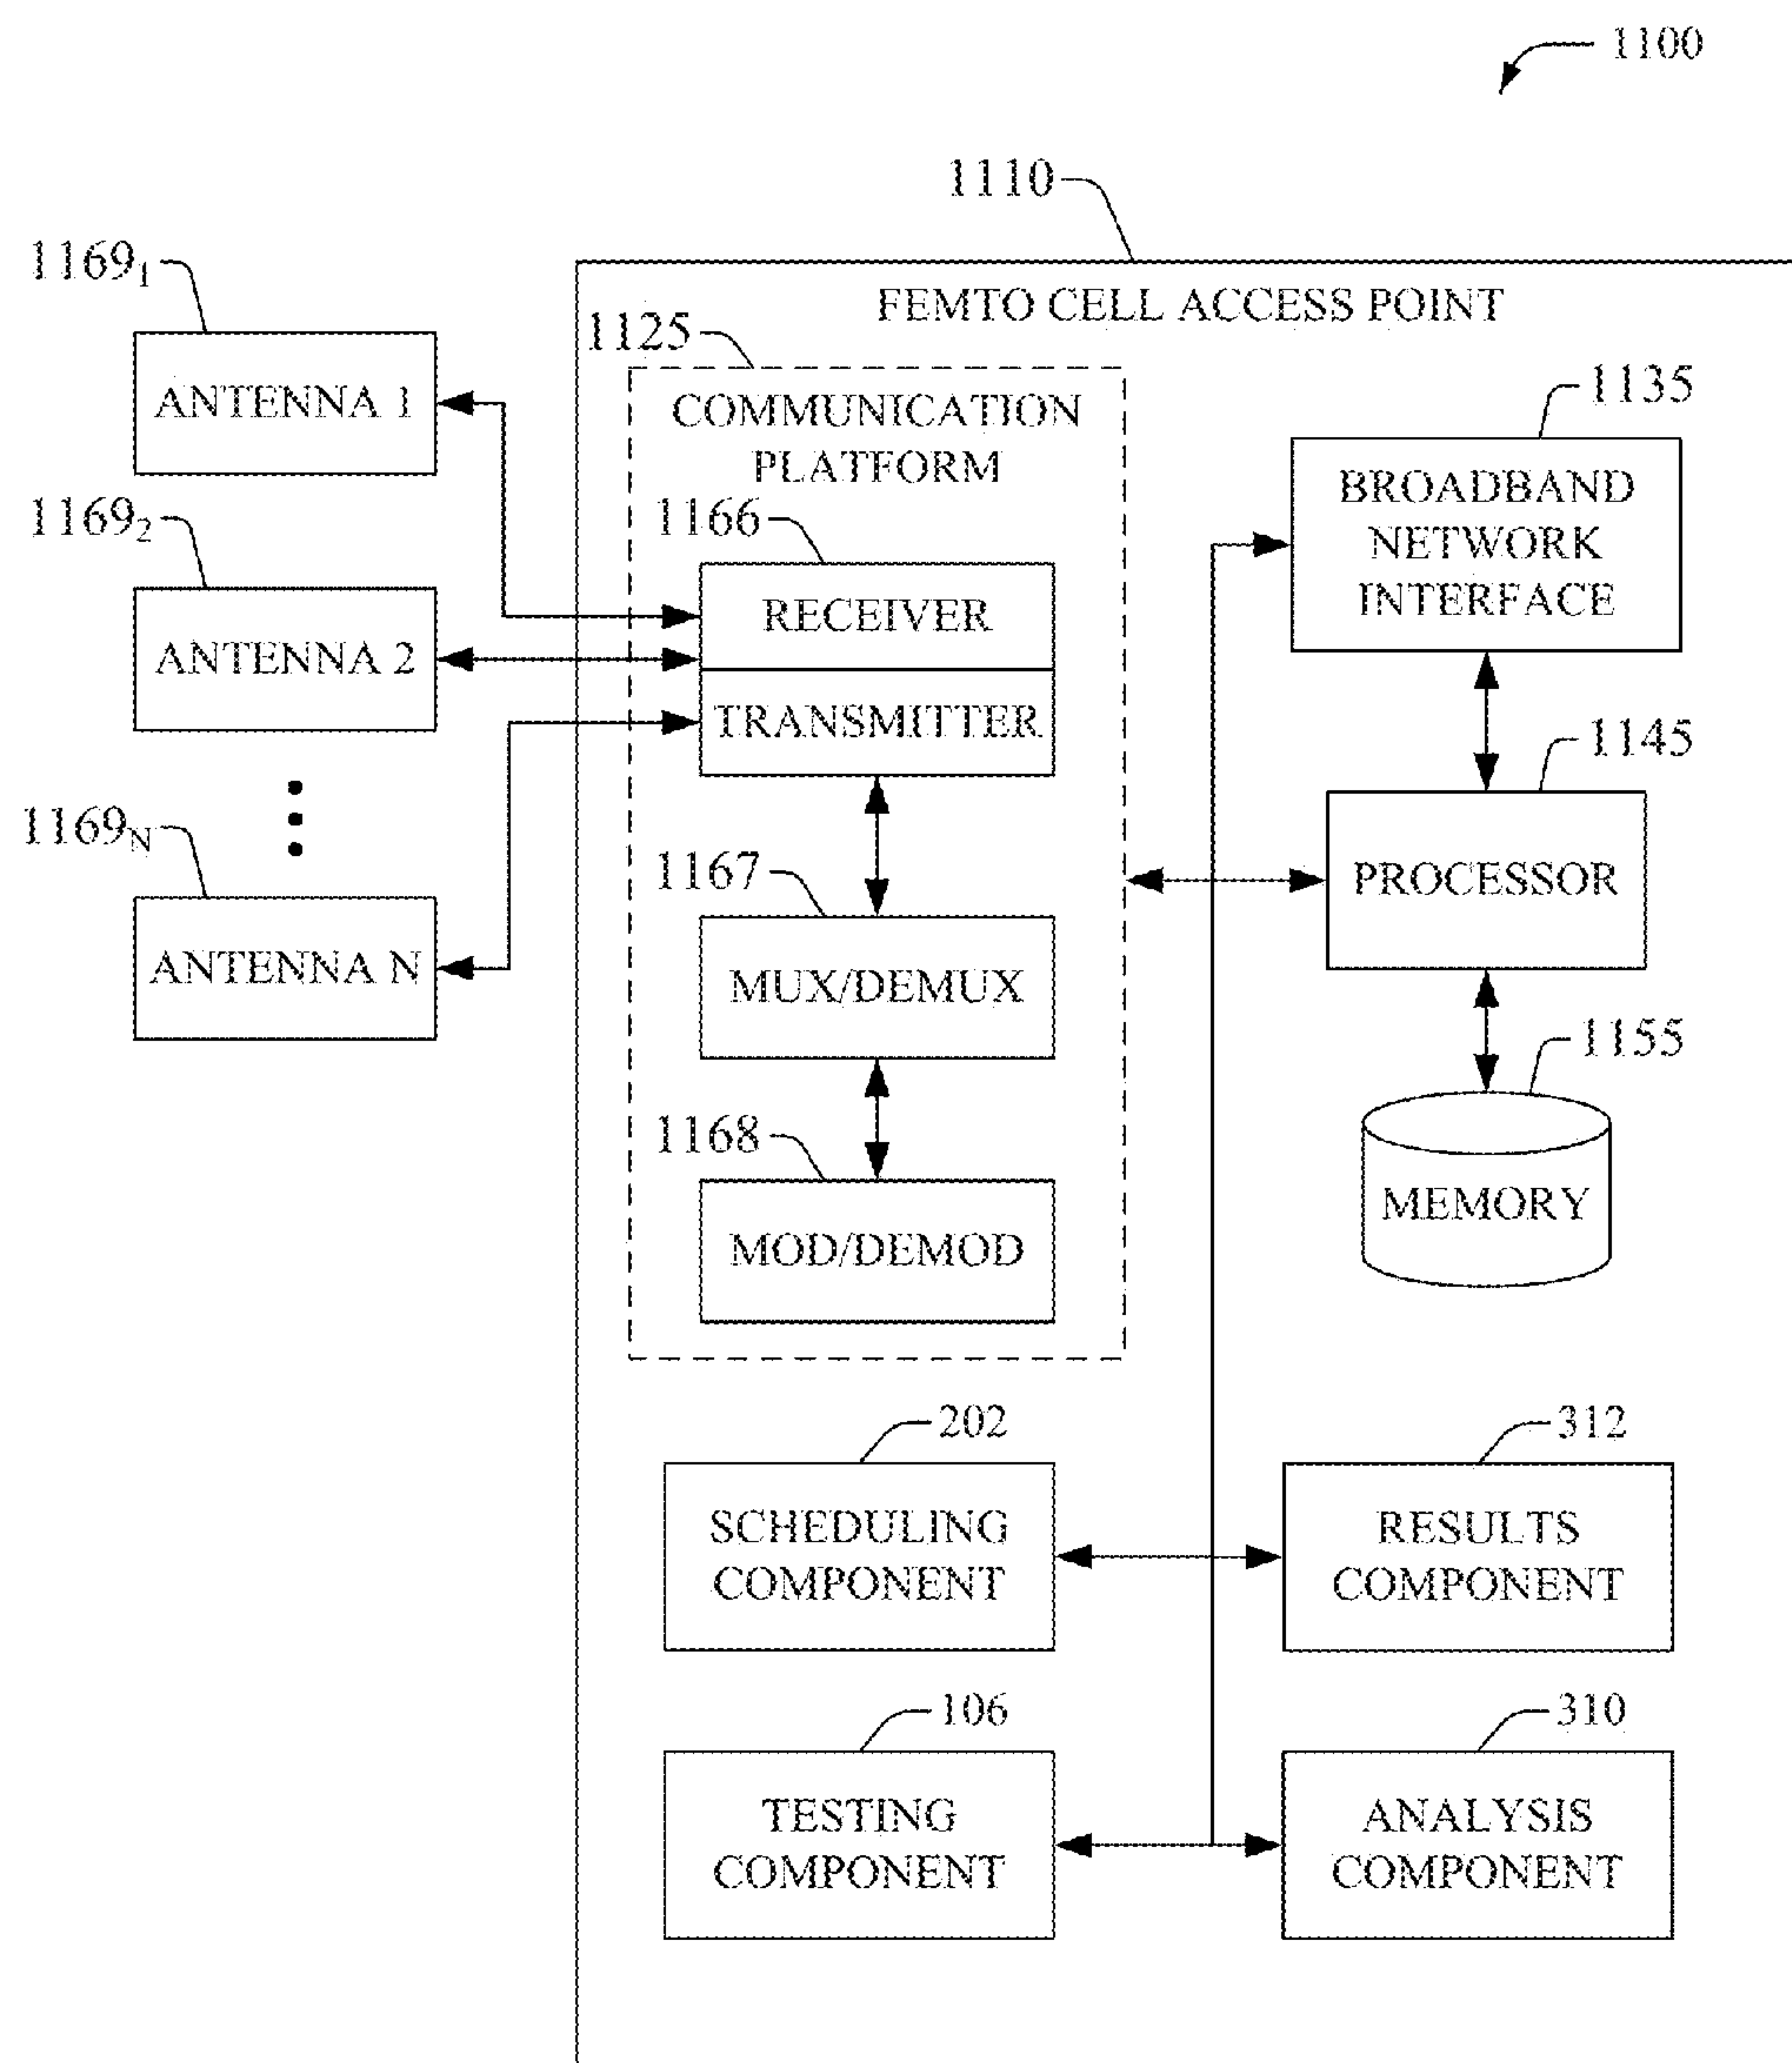 1100
1110
1169₁
FEMTO CELL ACCESS POINT
1125
ANTENNA 1
COMMUNICATION
PLATFORM
1135
BROADBAND
NETWORK
INTERFACE
1169₂
1166
RECEIVER
ANTENNA 2
TRANSMITTER
1145
1169N
1167
PROCESSOR
ANTENNA N
MUX/DEMUX
1155
1168
MEMORY
MOD/DEMOD
202
312
SCHEDULING
COMPONENT
RESULTS
COMPONENT
106
310
TESTING
COMPONENT
ANALYSIS
COMPONENT